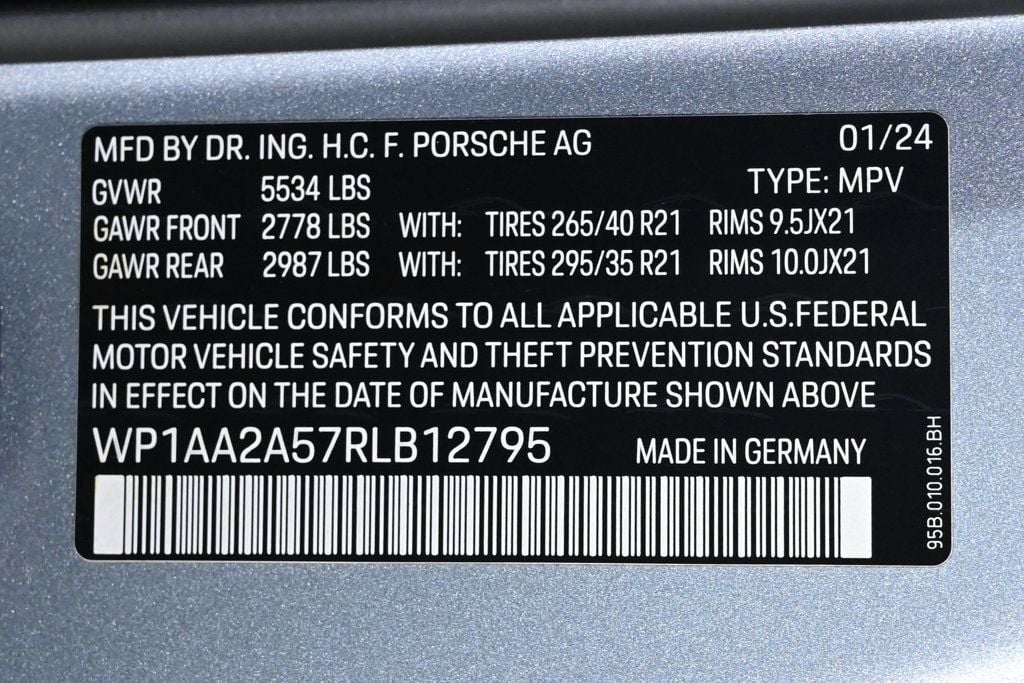 MFD BY DR. ING. H.C. F. PORSCHE AG 01/24
GVWR 5534 LBS TYPE: MPV
GAWR FRONT 2778 LBS WITH: TIRES 265/40 R21 RIMS 9.5JX21
GAWR REAR 2987 LBS WITH: TIRES 295/35 R21 RIMS 10.0JX21
THIS VEHICLE CONFORMS TO ALL APPLICABLE U.S.FEDERAL
MOTOR VEHICLE SAFETY AND THEFT PREVENTION STANDARDS
IN EFFECT ON THE DATE OF MANUFACTURE SHOWN ABOVE
WP1AA2A57RLB12795 MADE IN GERMANY
95B.010.016.BH